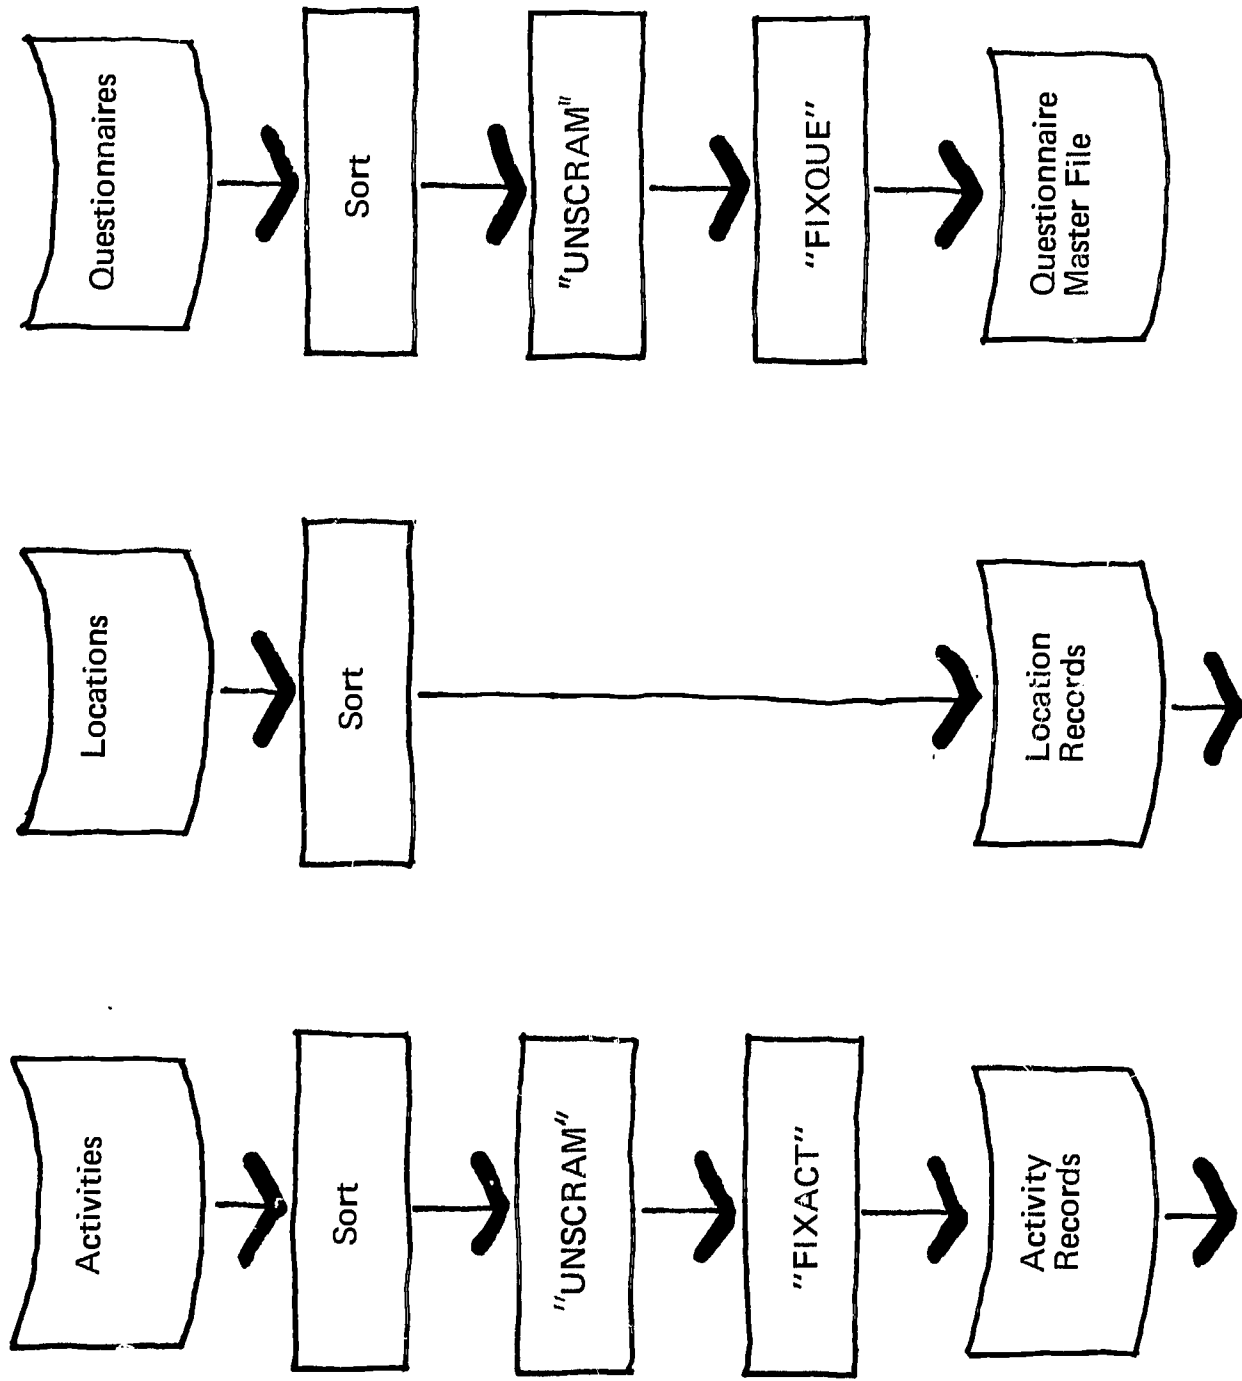 Questionnaires
Sort
"UNSCRAM"
"FIXQUE"
Questionnaire
Master File
Locations
Sort
Location
Records
Activities
Sort
"UNSCRAM"
"FIXACT"
Activity
Records